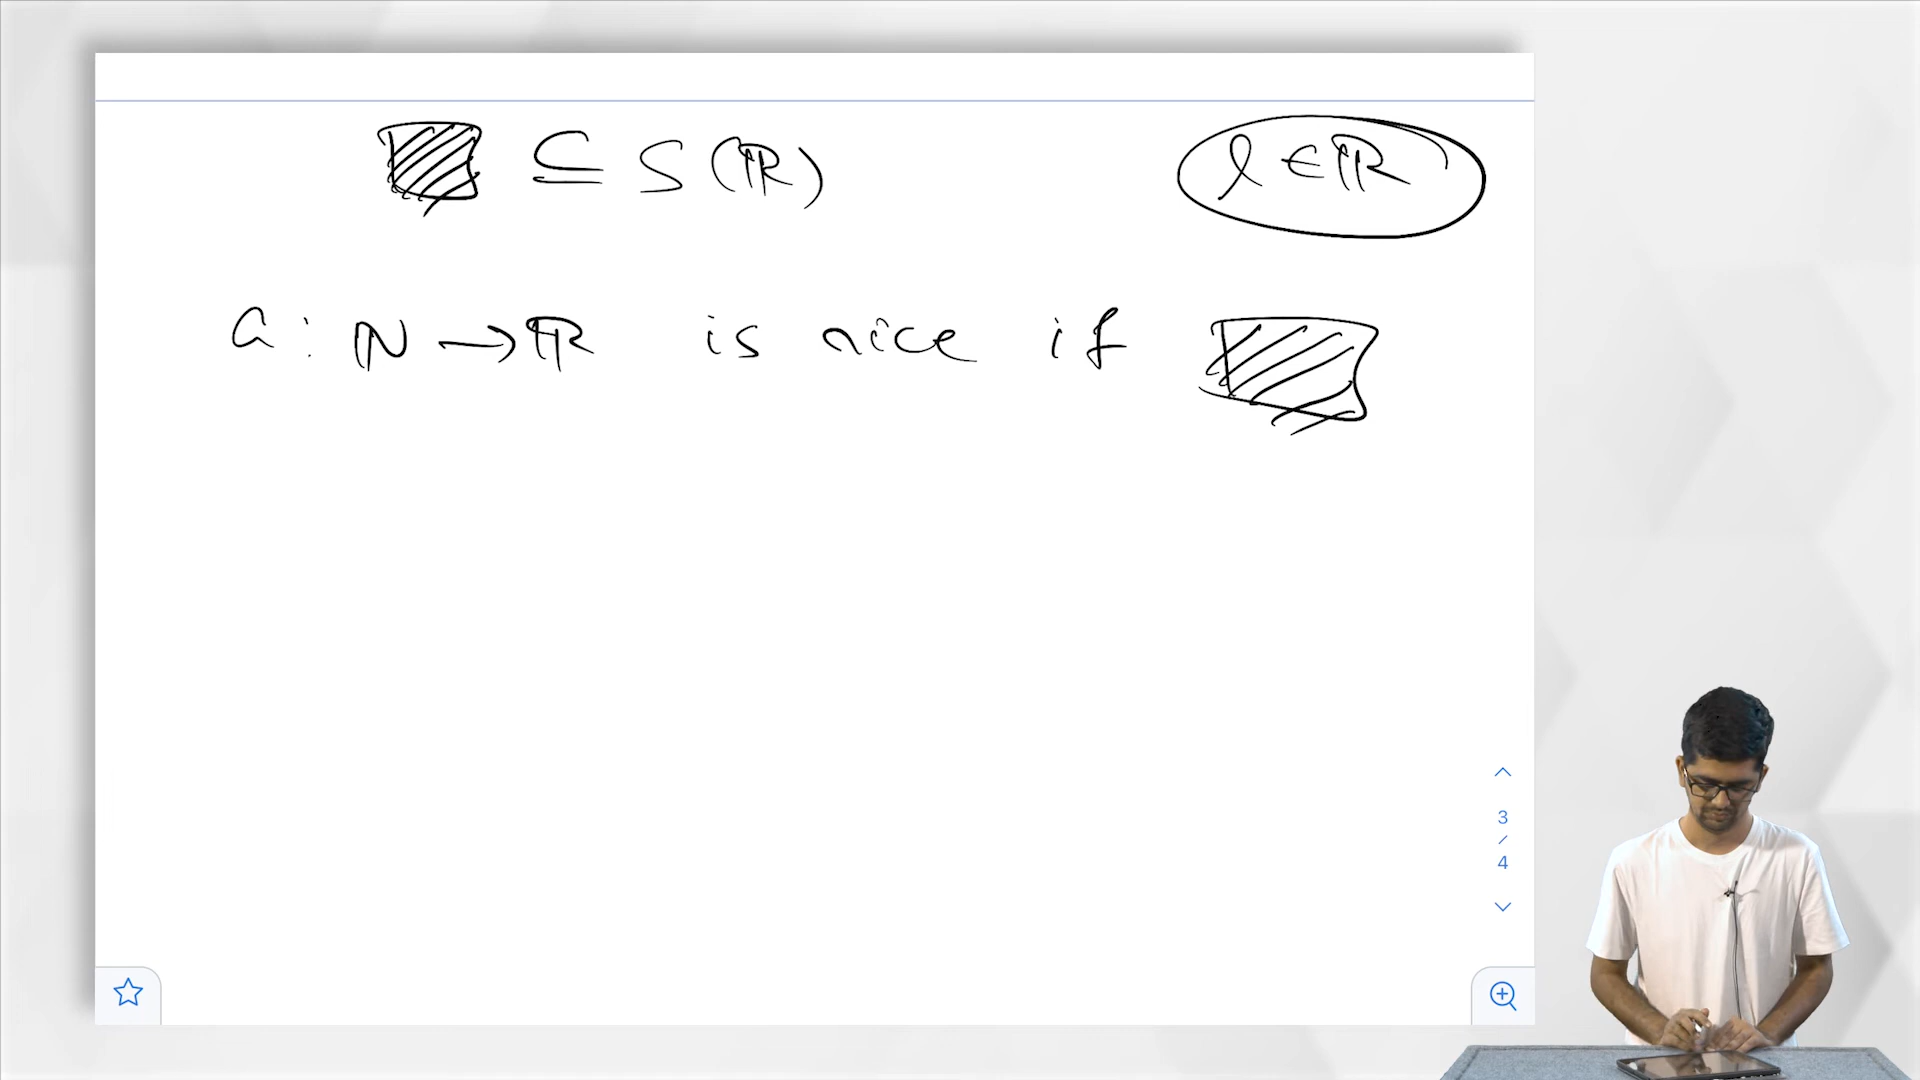 ⊆ S(ℝ) l ∈ ℝ
a : ℕ → ℝ is nice if
3
/
4